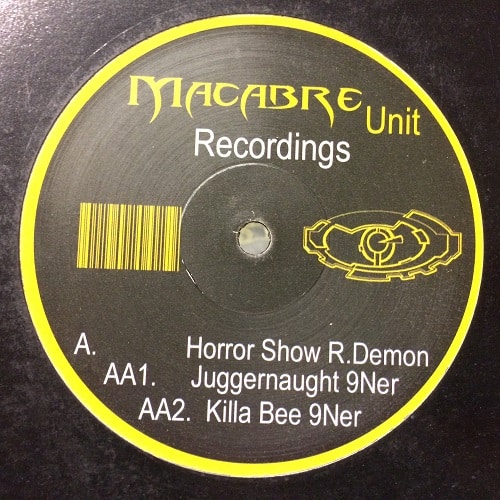 MACABRE Unit
Recordings
A. Horror Show R.Demon
AA1. Juggernaught 9Ner
AA2. Killa Bee 9Ner